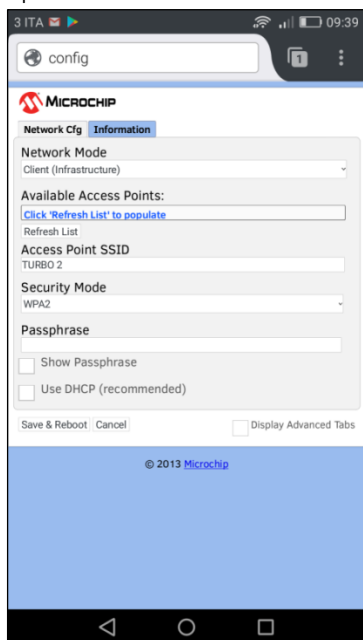 3 ITA 09:39
config 1
MICROCHIP
Network Cfg Information
Network Mode
Client (Infrastructure)
Available Access Points:
Click 'Refresh List' to populate
Refresh List
Access Point SSID
TURBO 2
Security Mode
WPA2
Passphrase
Show Passphrase
Use DHCP (recommended)
Save & Reboot Cancel Display Advanced Tabs
© 2013 Microchip